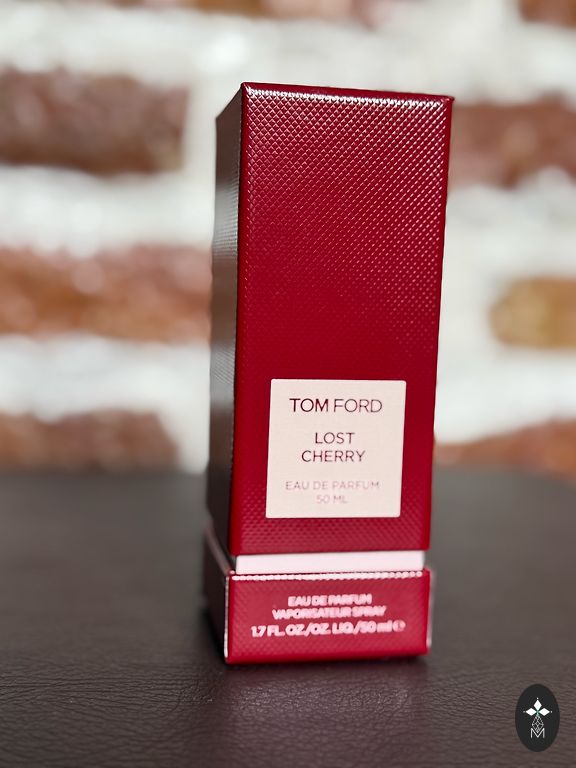 TOM FORD
LOST
CHERRY
EAU DE PARFUM
50 ML
EAU DE PARFUM
VAPORISATEUR SPRAY
1.7 FL. OZ./OZ. LIQ./50 ml ℮